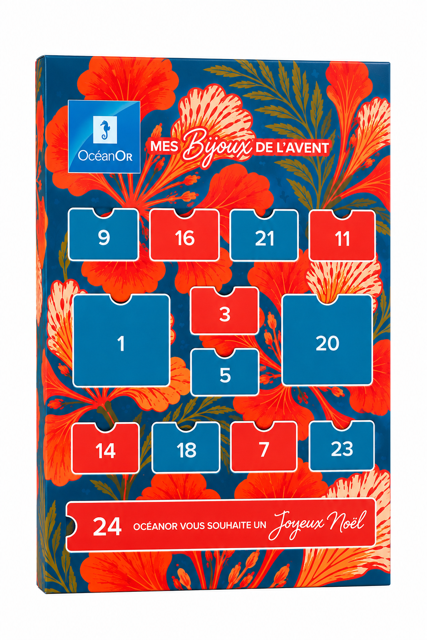 OcéanOr
MES Bijoux DE L'AVENT
9 16 21 11
1 3 20
5
14 18 7 23
24 OCÉANOR VOUS SOUHAITE UN Joyeux Noël